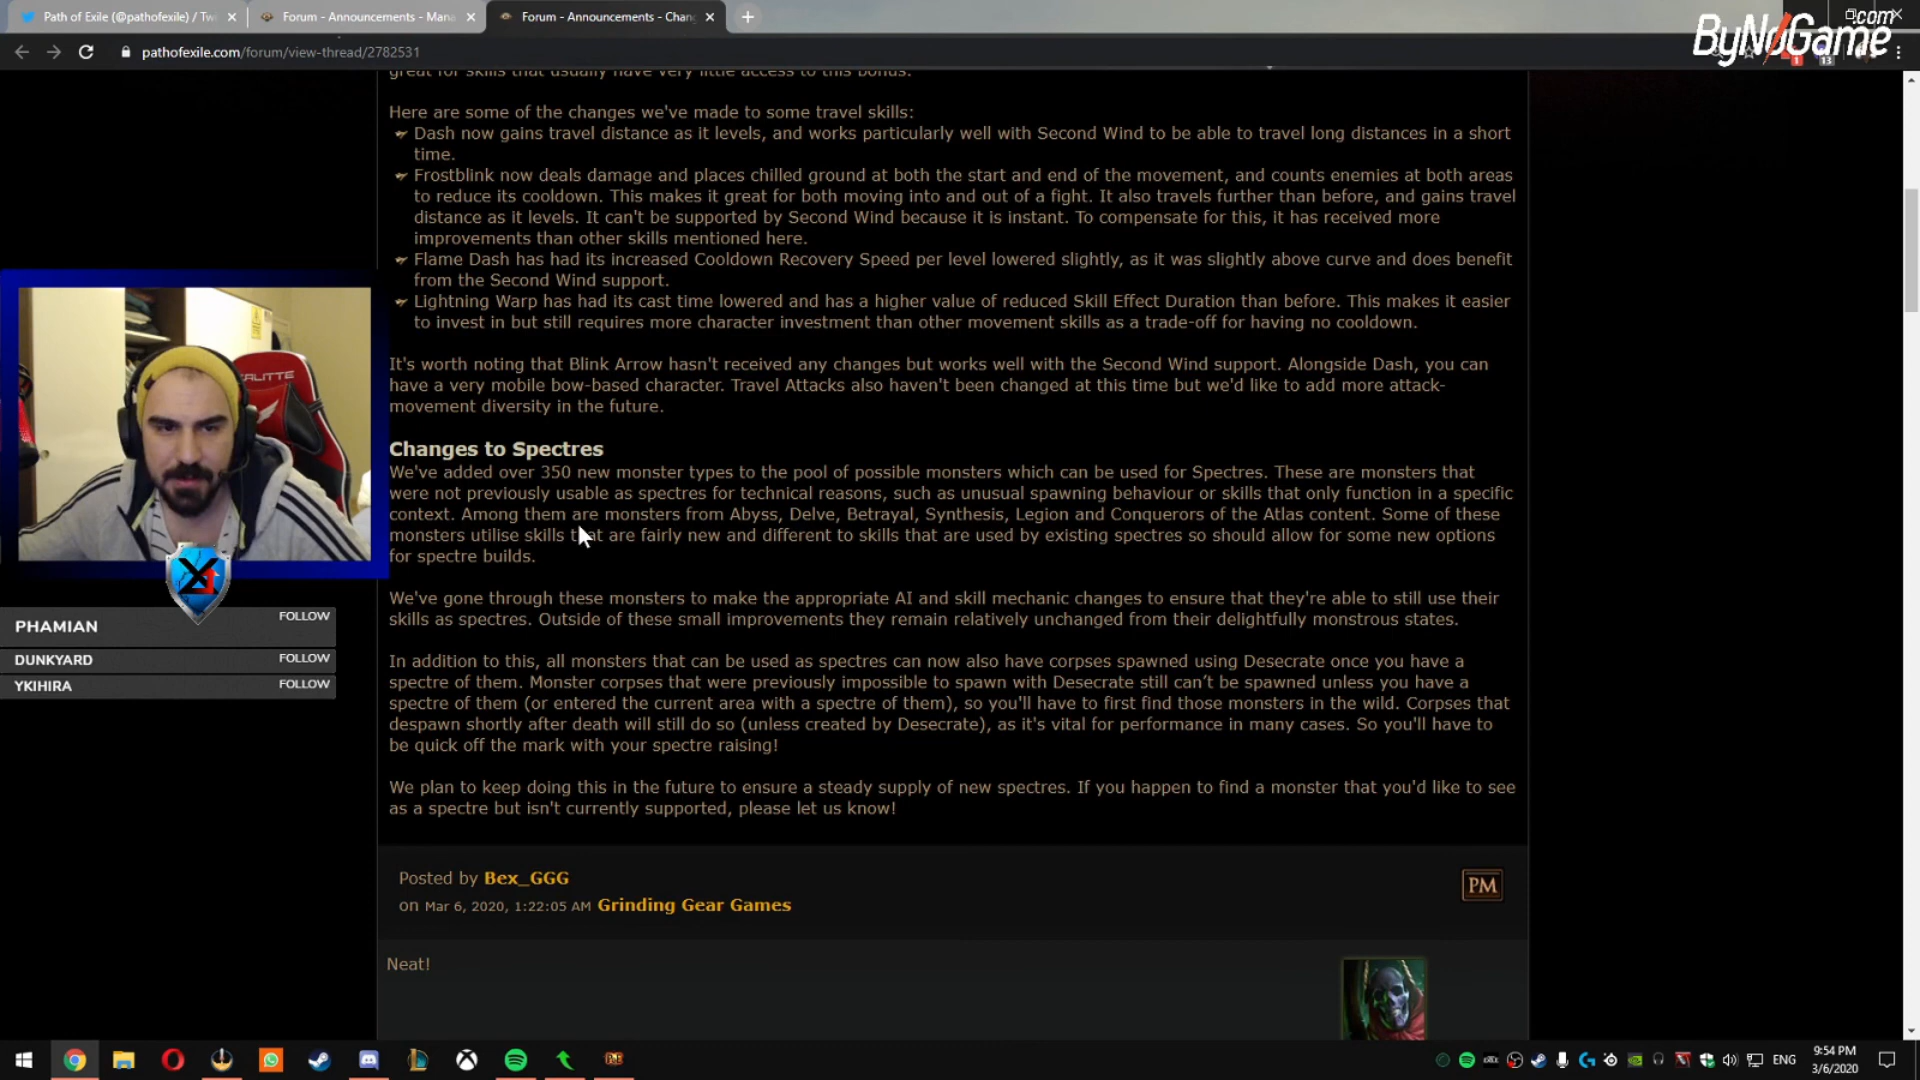 Path of Exile (@pathofexile) / Tw
Forum - Announcements - Mana
Forum - Announcements - Chan
ByNoGame.com
pathofexile.com/forum/view-thread/2782531
1
13
great for skills that usually have very little access to this bonus.
Here are some of the changes we've made to some travel skills:
Dash now gains travel distance as it levels, and works particularly well with Second Wind to be able to travel long distances in a short
time.
Frostblink now deals damage and places chilled ground at both the start and end of the movement, and counts enemies at both areas
to reduce its cooldown. This makes it great for both moving into and out of a fight. It also travels further than before, and gains travel
distance as it levels. It can't be supported by Second Wind because it is instant. To compensate for this, it has received more
improvements than other skills mentioned here.
Flame Dash has had its increased Cooldown Recovery Speed per level lowered slightly, as it was slightly above curve and does benefit
from the Second Wind support.
Lightning Warp has had its cast time lowered and has a higher value of reduced Skill Effect Duration than before. This makes it easier
to invest in but still requires more character investment than other movement skills as a trade-off for having no cooldown.
It's worth noting that Blink Arrow hasn't received any changes but works well with the Second Wind support. Alongside Dash, you can
have a very mobile bow-based character. Travel Attacks also haven't been changed at this time but we'd like to add more attack-
movement diversity in the future.
Changes to Spectres
We've added over 350 new monster types to the pool of possible monsters which can be used for Spectres. These are monsters that
were not previously usable as spectres for technical reasons, such as unusual spawning behaviour or skills that only function in a specific
context. Among them are monsters from Abyss, Delve, Betrayal, Synthesis, Legion and Conquerors of the Atlas content. Some of these
monsters utilise skills that are fairly new and different to skills that are used by existing spectres so should allow for some new options
for spectre builds.
We've gone through these monsters to make the appropriate AI and skill mechanic changes to ensure that they're able to still use their
skills as spectres. Outside of these small improvements they remain relatively unchanged from their delightfully monstrous states.
In addition to this, all monsters that can be used as spectres can now also have corpses spawned using Desecrate once you have a
spectre of them. Monster corpses that were previously impossible to spawn with Desecrate still can't be spawned unless you have a
spectre of them (or entered the current area with a spectre of them), so you'll have to first find those monsters in the wild. Corpses that
despawn shortly after death will still do so (unless created by Desecrate), as it's vital for performance in many cases. So you'll have to
be quick off the mark with your spectre raising!
We plan to keep doing this in the future to ensure a steady supply of new spectres. If you happen to find a monster that you'd like to see
as a spectre but isn't currently supported, please let us know!
Posted by Bex_GGG
on Mar 6, 2020, 1:22:05 AM Grinding Gear Games
PM
Neat!
PHAMIAN FOLLOW
DUNKYARD FOLLOW
YKIHIRA FOLLOW
ENG
9:54 PM
3/6/2020